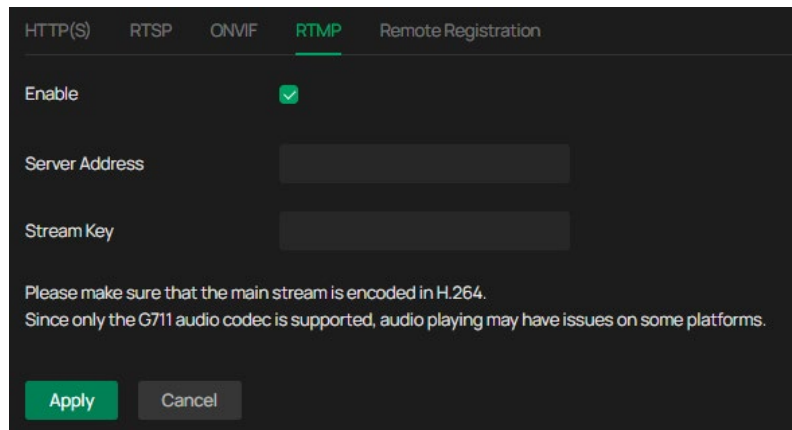 HTTP(S) RTSP ONVIF RTMP Remote Registration
Enable
Server Address
Stream Key
Please make sure that the main stream is encoded in H.264.
Since only the G711 audio codec is supported, audio playing may have issues on some platforms.
Apply Cancel